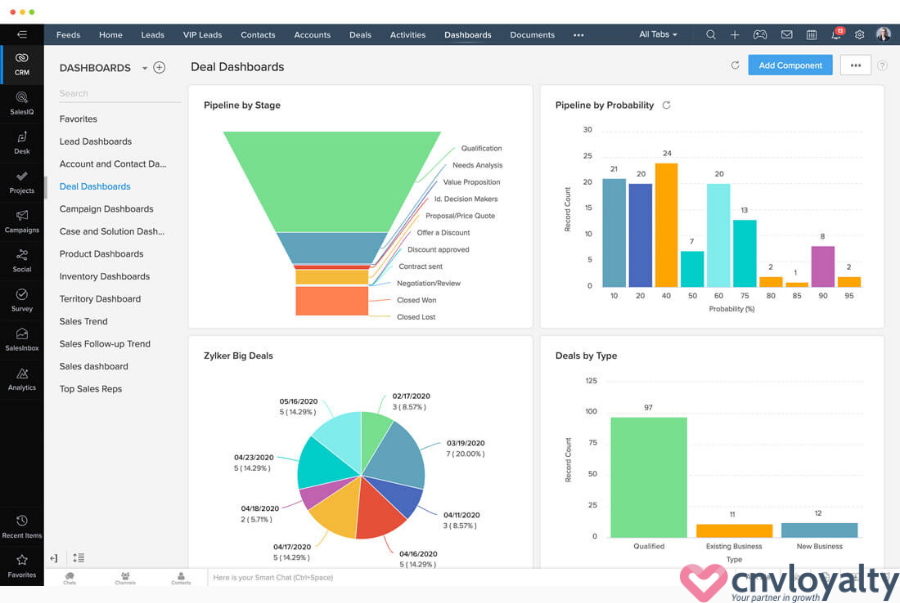 Feeds Home Leads VIP Leads Contacts Accounts Deals Activities Dashboards Documents ••• All Tabs
CRM
SalesIQ
Desk
Projects
Campaigns
Social
Survey
SalesInbox
Analytics
Recent Items
Favorites
DASHBOARDS
Search
Favorites
Lead Dashboards
Account and Contact Da...
Deal Dashboards
Campaign Dashboards
Case and Solution Dash...
Product Dashboards
Inventory Dashboards
Territory Dashboard
Sales Trend
Sales Follow-up Trend
Sales dashboard
Top Sales Reps
Deal Dashboards
Add Component
?
Pipeline by Stage
Qualification
Needs Analysis
Value Proposition
Id. Decision Makers
Proposal/Price Quote
Offer a Discount
Discount approved
Contract sent
Negotiation/Review
Closed Won
Closed Lost
Pipeline by Probability
Record Count
30
25
20
15
10
5
0
21 20 24 7 20 13 2 1 8 2
10 20 40 50 60 75 80 85 90 95
Probability (%)
Zylker Big Deals
02/17/2020
3 ( 8.57% )
03/19/2020
7 ( 20.00% )
04/11/2020
3 ( 8.57% )
04/16/2020
5 ( 14.29% )
04/17/2020
5 ( 14.29% )
04/18/2020
2 ( 5.71% )
04/23/2020
5 ( 14.29% )
05/16/2020
5 ( 14.29% )
Deals by Type
Record Count
125
100
75
50
25
0
97 11 12
Qualified Existing Business New Business
Type
Chats Channels Contacts
Here is your Smart Chat (Ctrl+Space)
cnvloyalty
Your partner in growth